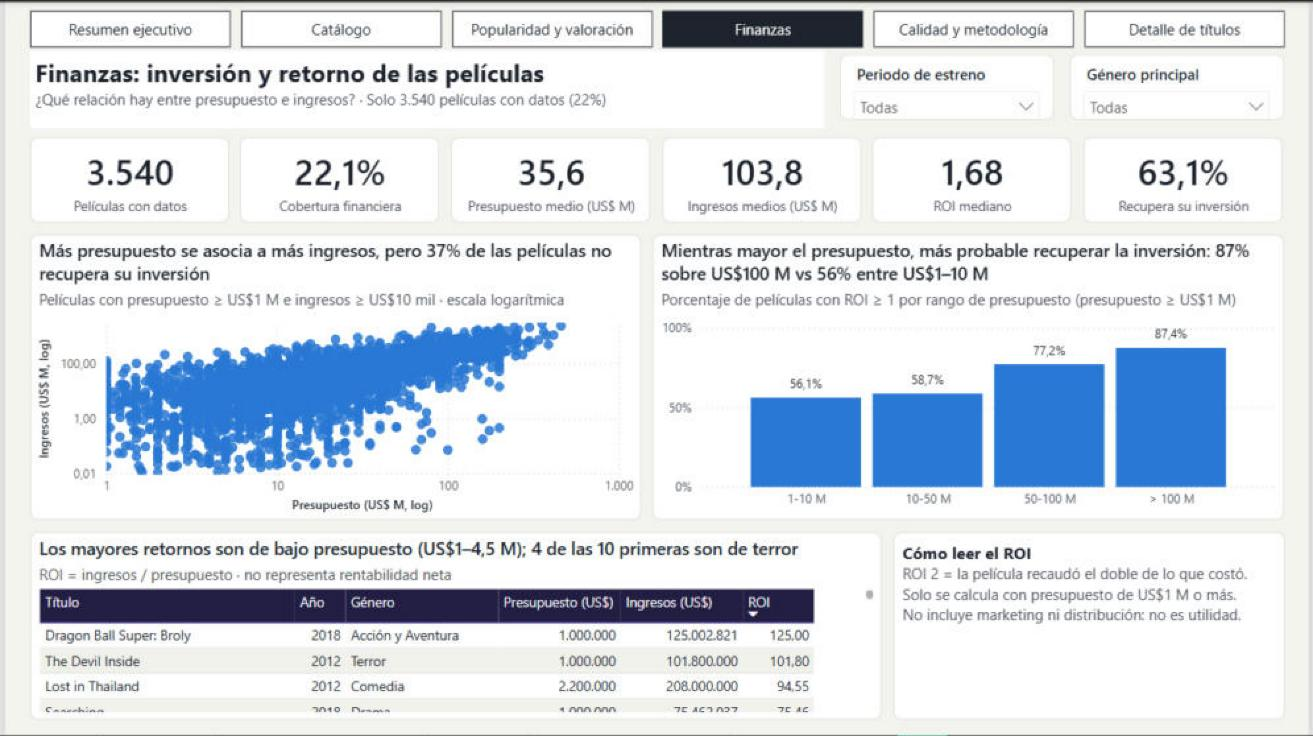 Resumen ejecutivo
Catálogo
Popularidad y valoración
Finanzas
Calidad y metodología
Detalle de títulos
Finanzas: inversión y retorno de las películas
¿Qué relación hay entre presupuesto e ingresos? · Solo 3.540 películas con datos (22%)
Periodo de estreno
Todas
Género principal
Todas
3.540
Películas con datos
22,1%
Cobertura financiera
35,6
Presupuesto medio (US$ M)
103,8
Ingresos medios (US$ M)
1,68
ROI mediano
63,1%
Recupera su inversión
Más presupuesto se asocia a más ingresos, pero 37% de las películas no
recupera su inversión
Películas con presupuesto ≥ US$1 M e ingresos ≥ US$10 mil · escala logarítmica
Ingresos (US$ M, log)
100,00
1,00
0,01
1
10
100
1.000
Presupuesto (US$ M, log)
Mientras mayor el presupuesto, más probable recuperar la inversión: 87%
sobre US$100 M vs 56% entre US$1–10 M
Porcentaje de películas con ROI ≥ 1 por rango de presupuesto (presupuesto ≥ US$1 M)
100%
50%
0%
56,1%
58,7%
77,2%
87,4%
1-10 M
10-50 M
50-100 M
> 100 M
Los mayores retornos son de bajo presupuesto (US$1–4,5 M); 4 de las 10 primeras son de terror
ROI = ingresos / presupuesto · no representa rentabilidad neta
Título Año Género Presupuesto (US$) Ingresos (US$) ROI
Dragon Ball Super: Broly 2018 Acción y Aventura 1.000.000 125.002.821 125,00
The Devil Inside 2012 Terror 1.000.000 101.800.000 101,80
Lost in Thailand 2012 Comedia 2.200.000 208.000.000 94,55
Searching 2018 Drama 1.000.000 75.462.037 75,46
Cómo leer el ROI
ROI 2 = la película recaudó el doble de lo que costó.
Solo se calcula con presupuesto de US$1 M o más.
No incluye marketing ni distribución: no es utilidad.